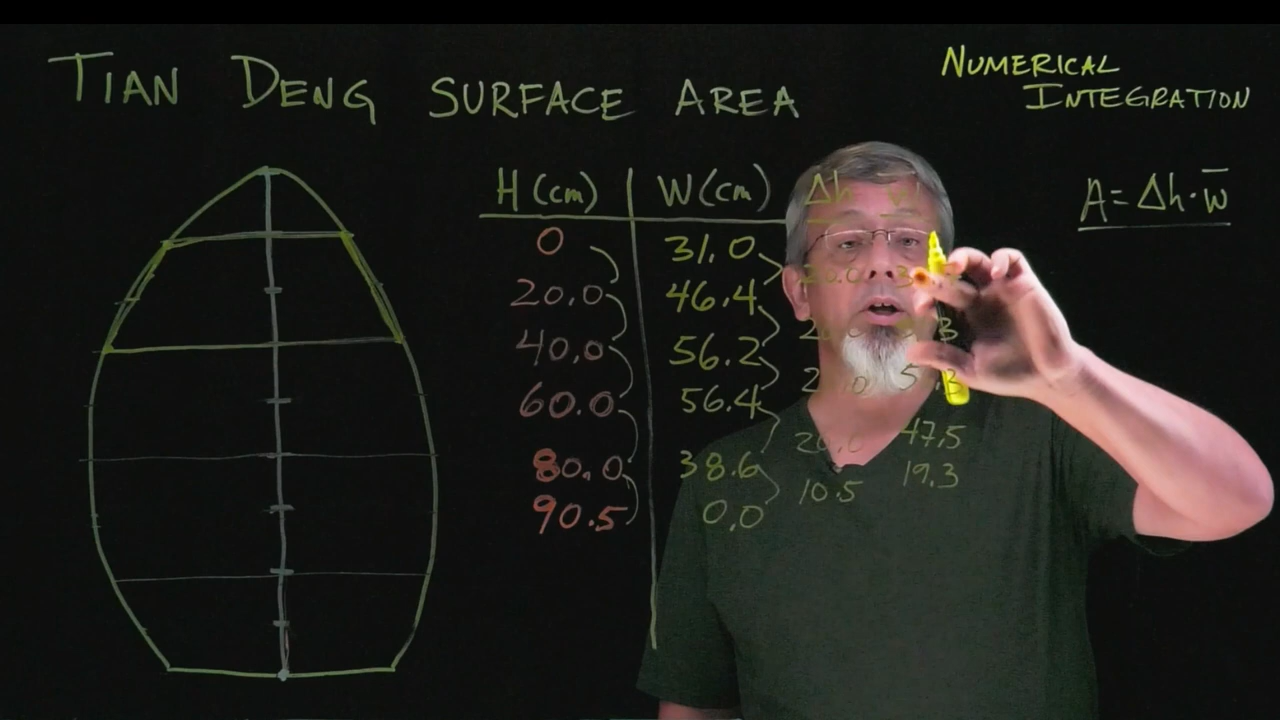 TIAN DENG SURFACE AREA
NUMERICAL
INTEGRATION
H (cm) W (cm) Δh w̄
A = Δh · w̄
0 31.0
20.0 46.4
40.0 56.2
60.0 56.4
80.0 38.6
90.5 0.0
20.0 47.5
10.5 19.3